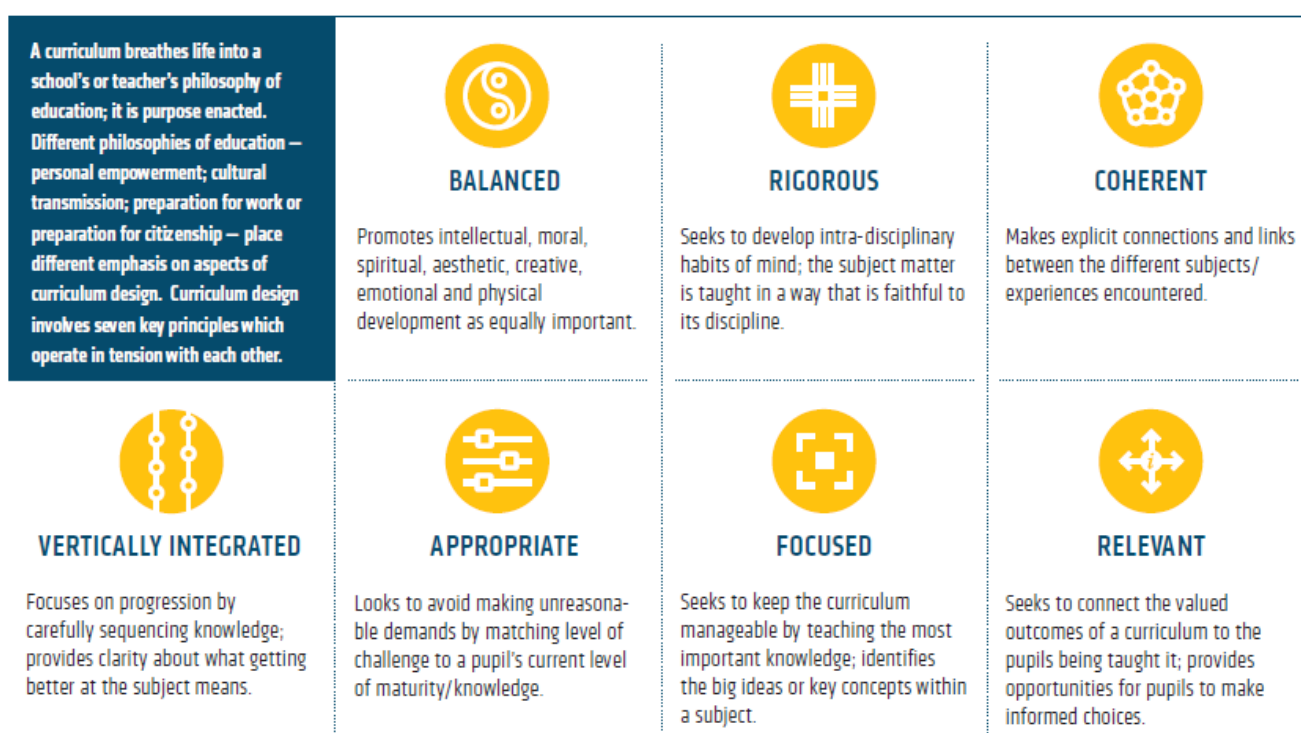 A curriculum breathes life into a
school's or teacher's philosophy of
education; it is purpose enacted.
Different philosophies of education —
personal empowerment; cultural
transmission; preparation for work or
preparation for citizenship — place
different emphasis on aspects of
curriculum design. Curriculum design
involves seven key principles which
operate in tension with each other.
BALANCED
Promotes intellectual, moral,
spiritual, aesthetic, creative,
emotional and physical
development as equally important.
RIGOROUS
Seeks to develop intra-disciplinary
habits of mind; the subject matter
is taught in a way that is faithful to
its discipline.
COHERENT
Makes explicit connections and links
between the different subjects/
experiences encountered.
VERTICALLY INTEGRATED
Focuses on progression by
carefully sequencing knowledge;
provides clarity about what getting
better at the subject means.
APPROPRIATE
Looks to avoid making unreasona-
ble demands by matching level of
challenge to a pupil's current level
of maturity/knowledge.
FOCUSED
Seeks to keep the curriculum
manageable by teaching the most
important knowledge; identifies
the big ideas or key concepts within
a subject.
RELEVANT
Seeks to connect the valued
outcomes of a curriculum to the
pupils being taught it; provides
opportunities for pupils to make
informed choices.